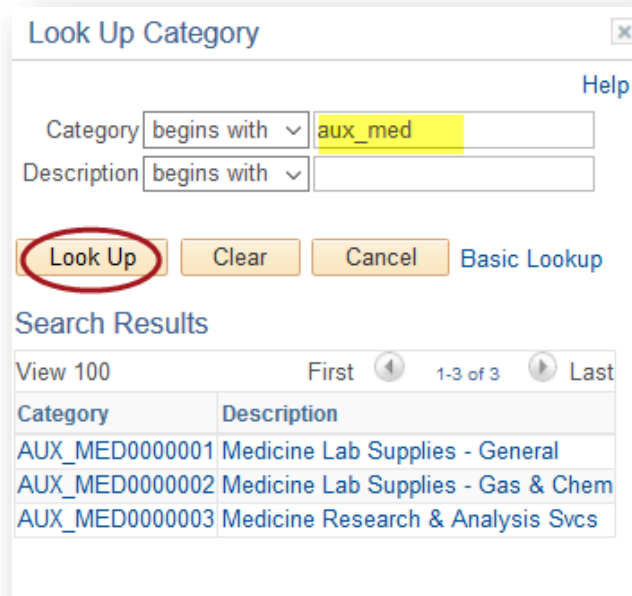 Look Up Category
Help
Category begins with aux_med
Description begins with
Look Up Clear Cancel Basic Lookup
Search Results
View 100 First 1-3 of 3 Last
Category Description
AUX_MED0000001 Medicine Lab Supplies - General
AUX_MED0000002 Medicine Lab Supplies - Gas & Chem
AUX_MED0000003 Medicine Research & Analysis Svcs